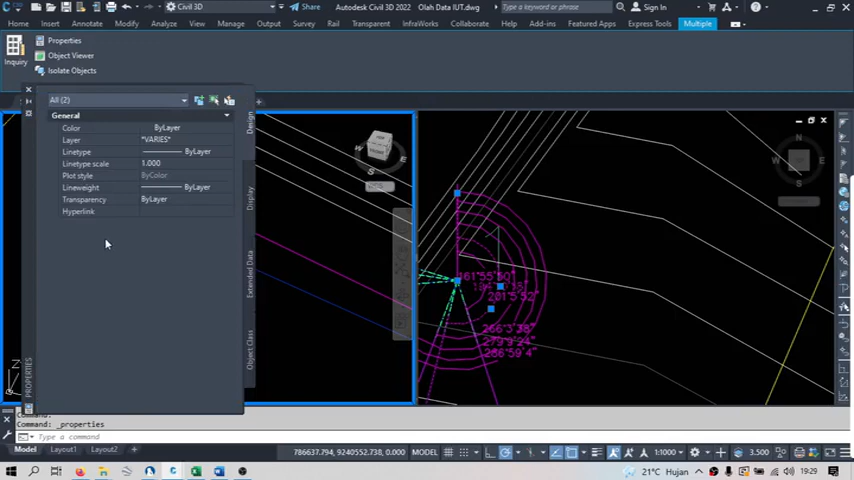 Civil 3D
Share
Autodesk Civil 3D 2022
Olah Data IUT.dwg
Type a keyword or phrase
Sign In
Home
Insert
Annotate
Modify
Analyze
View
Manage
Output
Survey
Rail
Transparent
InfraWorks
Collaborate
Help
Add-ins
Featured Apps
Express Tools
Multiple
Inquiry
Properties
Object Viewer
Isolate Objects
All (2)
General
Color ByLayer
Layer *VARIES*
Linetype ByLayer
Linetype scale 1.000
Plot style ByColor
Lineweight ByLayer
Transparency ByLayer
Hyperlink
Design
Display
Extended Data
Object Class
PROPERTIES
N
W
E
S
161°55'50"
201°5'52"
266°3'38"
279°9'24"
286°59'4"
Command:
Command: _properties
Type a command
Model
Layout1
Layout2
786637.794, 9240552.738, 0.000
MODEL
1:1000
3.500
21°C Hujan
19:29